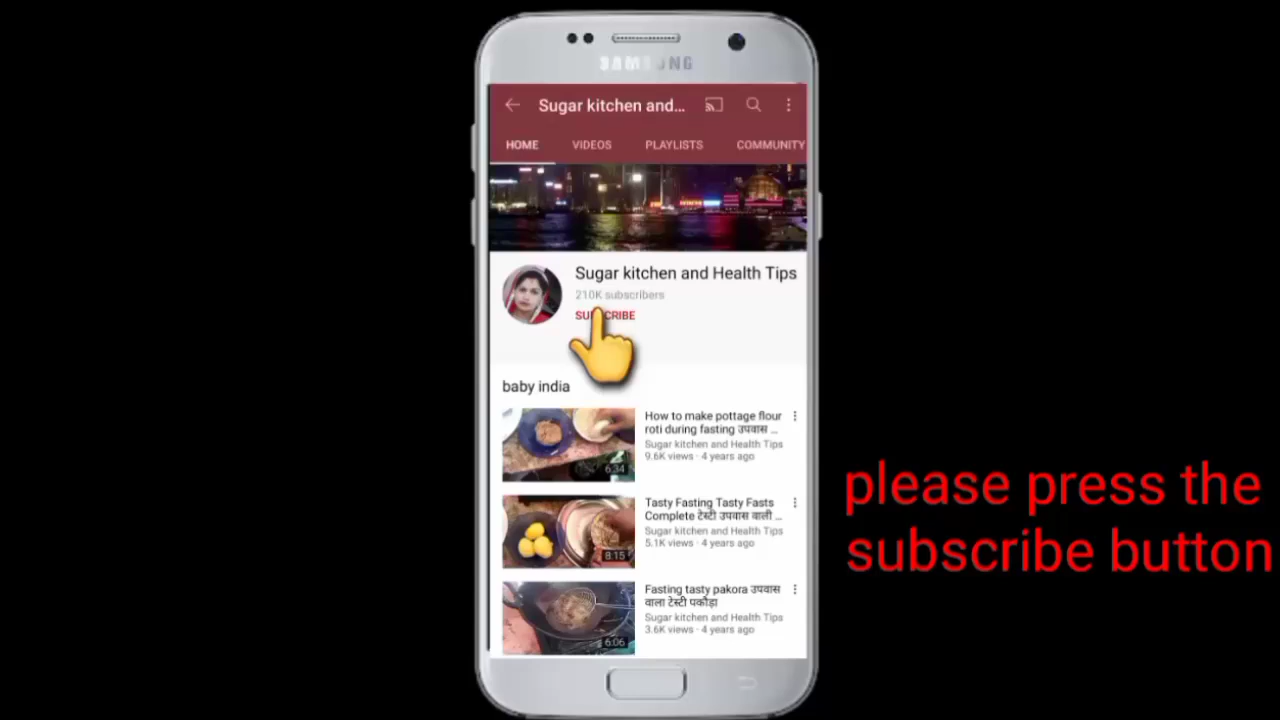 SAMSUNG
Sugar kitchen and...
HOME VIDEOS PLAYLISTS COMMUNITY
Sugar kitchen and Health Tips
210K subscribers
SUBSCRIBE
baby india
How to make pottage flour
roti during fasting उपवास ...
Sugar kitchen and Health Tips
9.6K views · 4 years ago
6:34
Tasty Fasting Tasty Fasts
Complete टेस्टी उपवास वाली ...
Sugar kitchen and Health Tips
5.1K views · 4 years ago
8:15
Fasting tasty pakora उपवास
वाला टेस्टी पकौड़ा
Sugar kitchen and Health Tips
3.6K views · 4 years ago
6:06
please press the
subscribe button